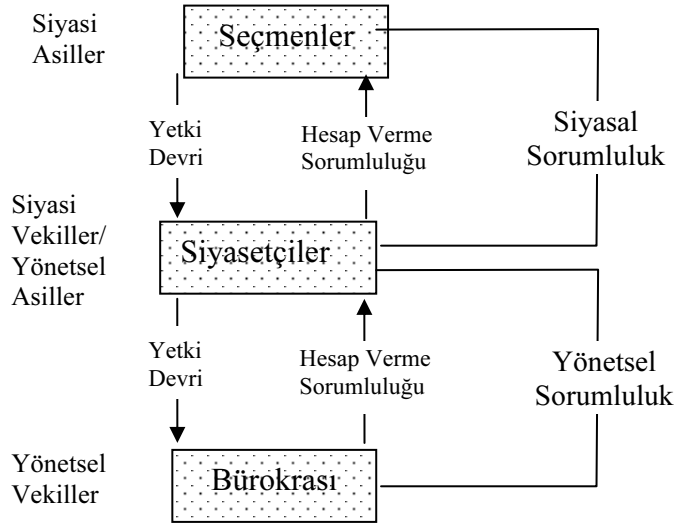 Siyasi
Asiller
Seçmenler
Yetki
Devri
Hesap Verme
Sorumluluğu
Siyasal
Sorumluluk
Siyasi
Vekiller/
Yönetsel
Asiller
Siyasetçiler
Yetki
Devri
Hesap Verme
Sorumluluğu
Yönetsel
Sorumluluk
Yönetsel
Vekiller
Bürokrası